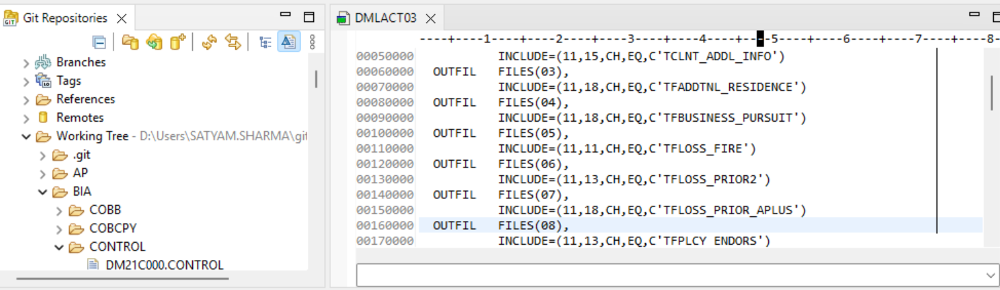 Git Repositories
Branches
Tags
References
Remotes
Working Tree - D:\Users\SATYAM.SHARMA\git
.git
AP
BIA
COBB
COBCPY
CONTROL
DM21C000.CONTROL
DMLACT03
----+----1----+----2----+----3----+----4----+----5----+----6----+----7----+----8-
00050000 INCLUDE=(11,15,CH,EQ,C'TCLNT_ADDL_INFO')
00060000 OUTFIL FILES(03),
00070000 INCLUDE=(11,18,CH,EQ,C'TFADDTNL_RESIDENCE')
00080000 OUTFIL FILES(04),
00090000 INCLUDE=(11,18,CH,EQ,C'TFBUSINESS_PURSUIT')
00100000 OUTFIL FILES(05),
00110000 INCLUDE=(11,11,CH,EQ,C'TFLOSS_FIRE')
00120000 OUTFIL FILES(06),
00130000 INCLUDE=(11,13,CH,EQ,C'TFLOSS_PRIOR2')
00140000 OUTFIL FILES(07),
00150000 INCLUDE=(11,18,CH,EQ,C'TFLOSS_PRIOR_APLUS')
00160000 OUTFIL FILES(08),
00170000 INCLUDE=(11,13,CH,EQ,C'TFPLCY ENDORS')